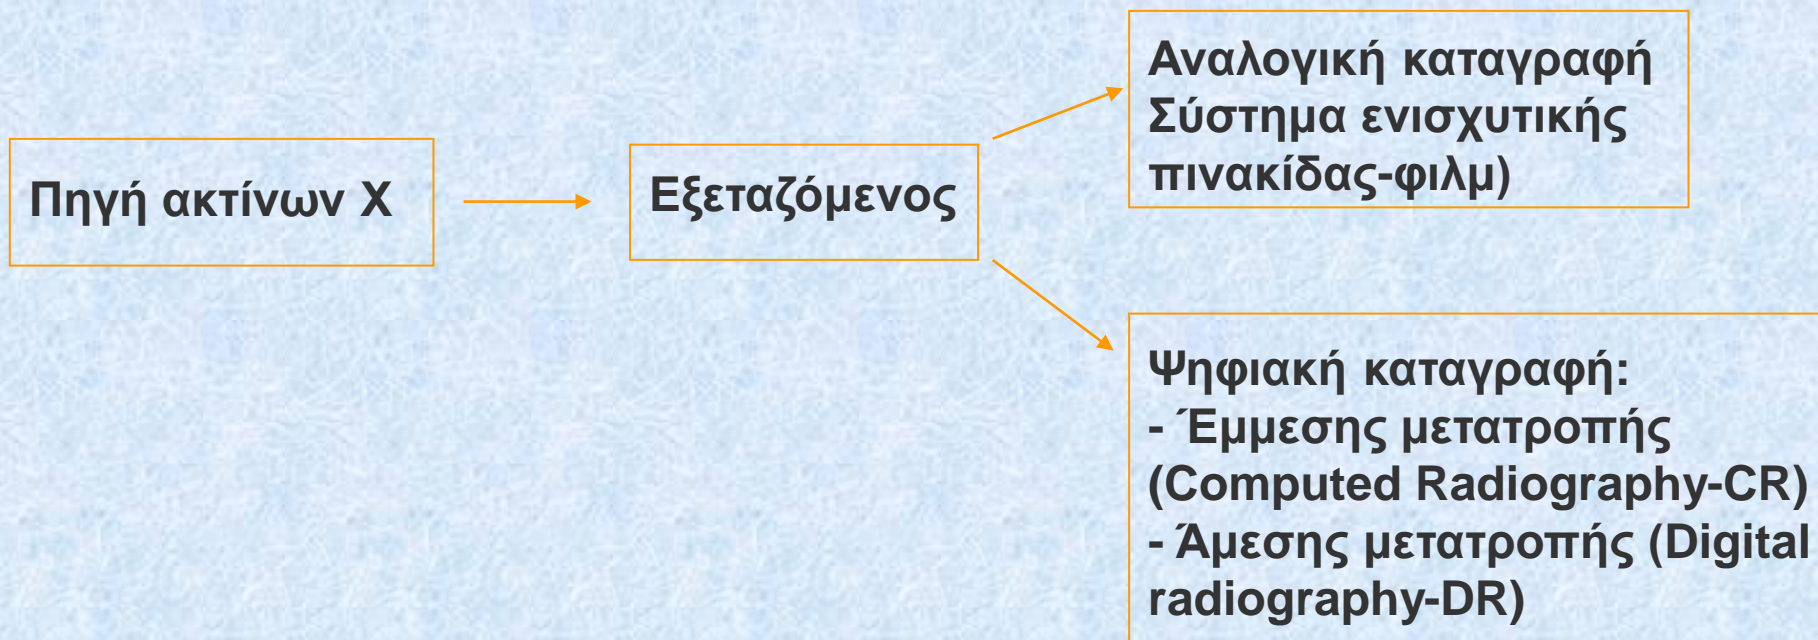 Πηγή ακτίνων Χ
Εξεταζόμενος
Αναλογική καταγραφή
Σύστημα ενισχυτικής
πινακίδας-φιλμ)
Ψηφιακή καταγραφή:
- Έμμεσης μετατροπής
(Computed Radiography-CR)
- Άμεσης μετατροπής (Digital
radiography-DR)